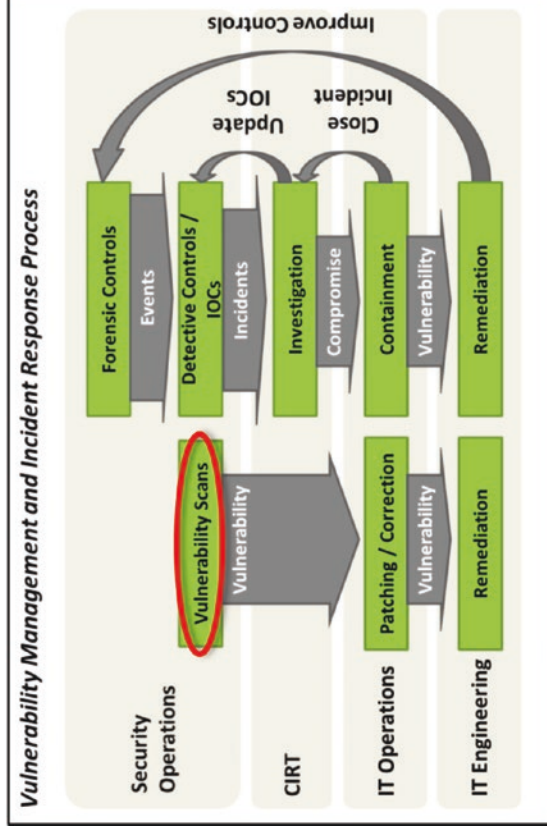 Vulnerability Management and Incident Response Process
Security
Operations
Vulnerability Scans
Vulnerability
Forensic Controls
Events
Detective Controls /
IOCs
Incidents
CIRT
Investigation
Compromise
IT Operations
Patching / Correction
Vulnerability
Containment
Vulnerability
IT Engineering
Remediation
Remediation
Update
IOCs
Close
Incident
Improve Controls